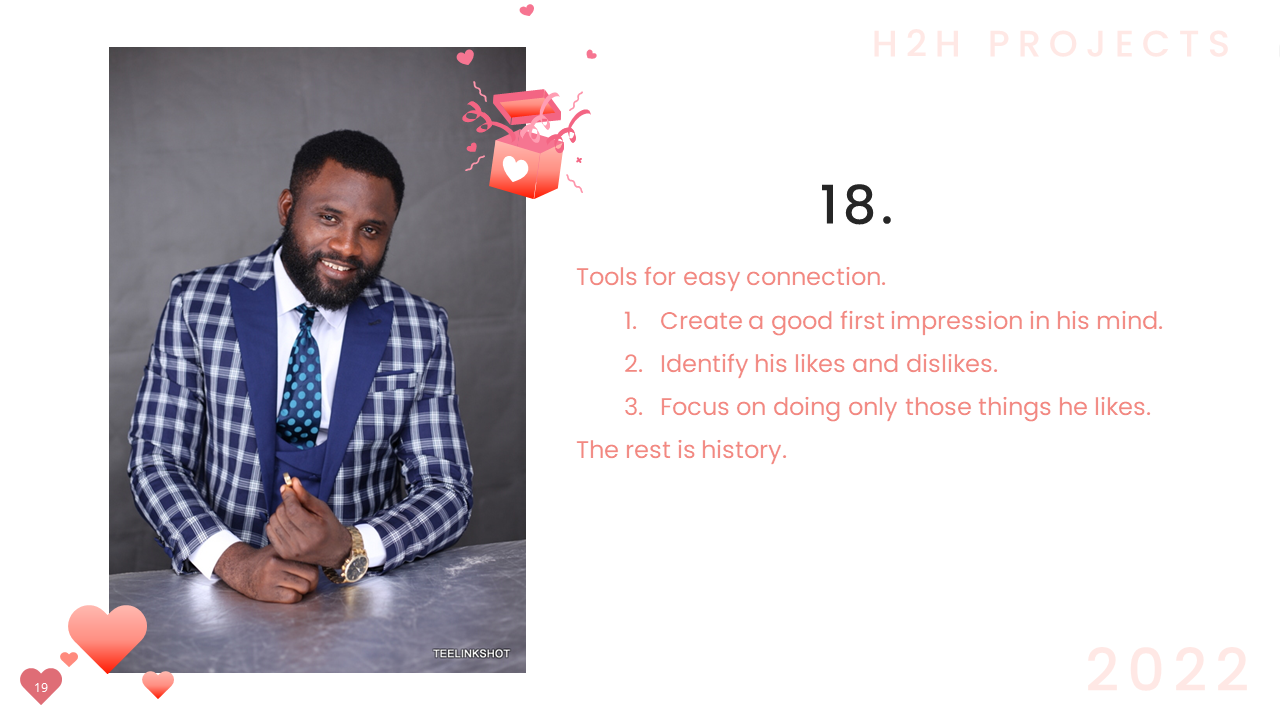 H2H PROJECTS
18.
Tools for easy connection.
1. Create a good first impression in his mind.
2. Identify his likes and dislikes.
3. Focus on doing only those things he likes.
The rest is history.
TEELINKSHOT
19
2022